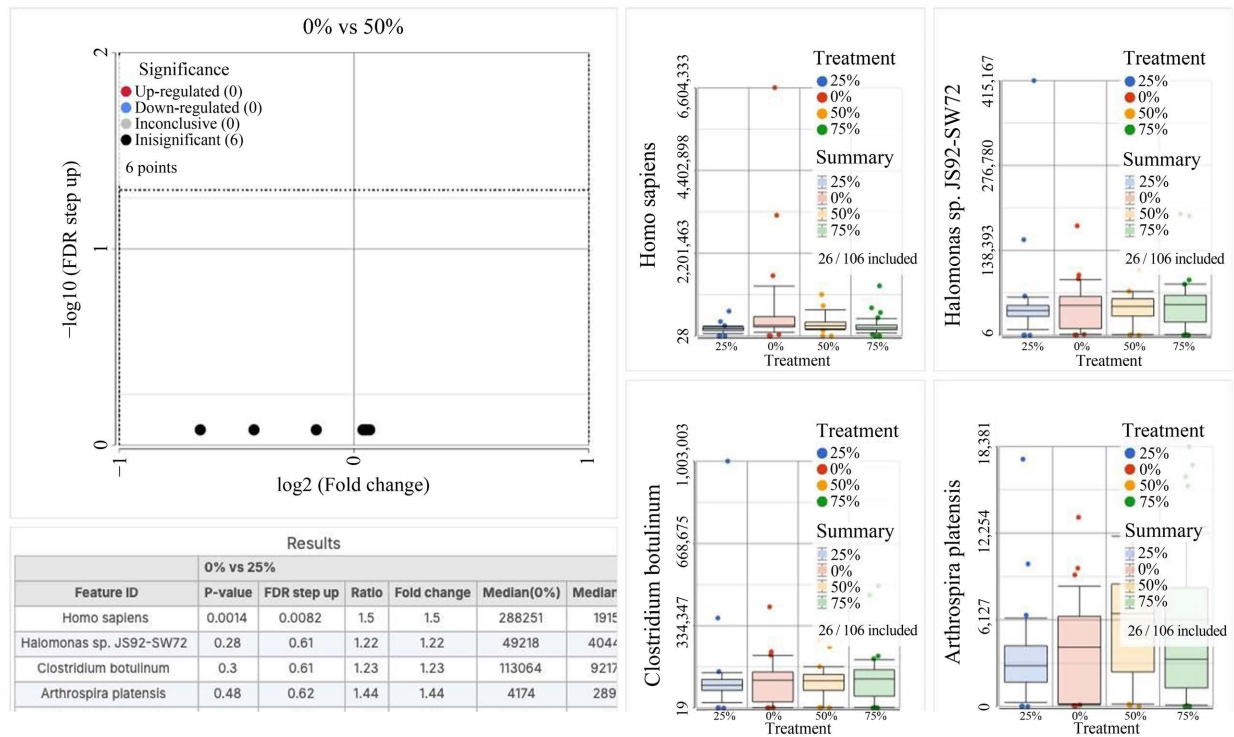 0% vs 50%
2
Significance
Up-regulated (0)
Down-regulated (0)
Inconclusive (0)
Inisignificant (6)
6 points
−log10 (FDR step up)
1
0
−1
0
1
log2 (Fold change)
Results
0% vs 25%
Feature ID P-value FDR step up Ratio Fold change Median(0%) Median
Homo sapiens 0.0014 0.0082 1.5 1.5 288251 1915
Halomonas sp. JS92-SW72 0.28 0.61 1.22 1.22 49218 4044
Clostridium botulinum 0.3 0.61 1.23 1.23 113064 9217
Arthrospira platensis 0.48 0.62 1.44 1.44 4174 289
Homo sapiens
6,604,333
4,402,898
2,201,463
28
Treatment
25%
0%
50%
75%
Summary
25%
0%
50%
75%
26 / 106 included
25% 0% 50% 75%
Treatment
Halomonas sp. JS92-SW72
415,167
276,780
138,393
6
Treatment
25%
0%
50%
75%
Summary
25%
0%
50%
75%
26 / 106 included
25% 0% 50% 75%
Treatment
Clostridium botulinum
1,003,003
668,675
334,347
19
Treatment
25%
0%
50%
75%
Summary
25%
0%
50%
75%
26 / 106 included
25% 0% 50% 75%
Treatment
Arthrospira platensis
18,381
12,254
6,127
0
Treatment
25%
0%
50%
75%
Summary
25%
0%
50%
75%
26 / 106 included
25% 0% 50% 75%
Treatment